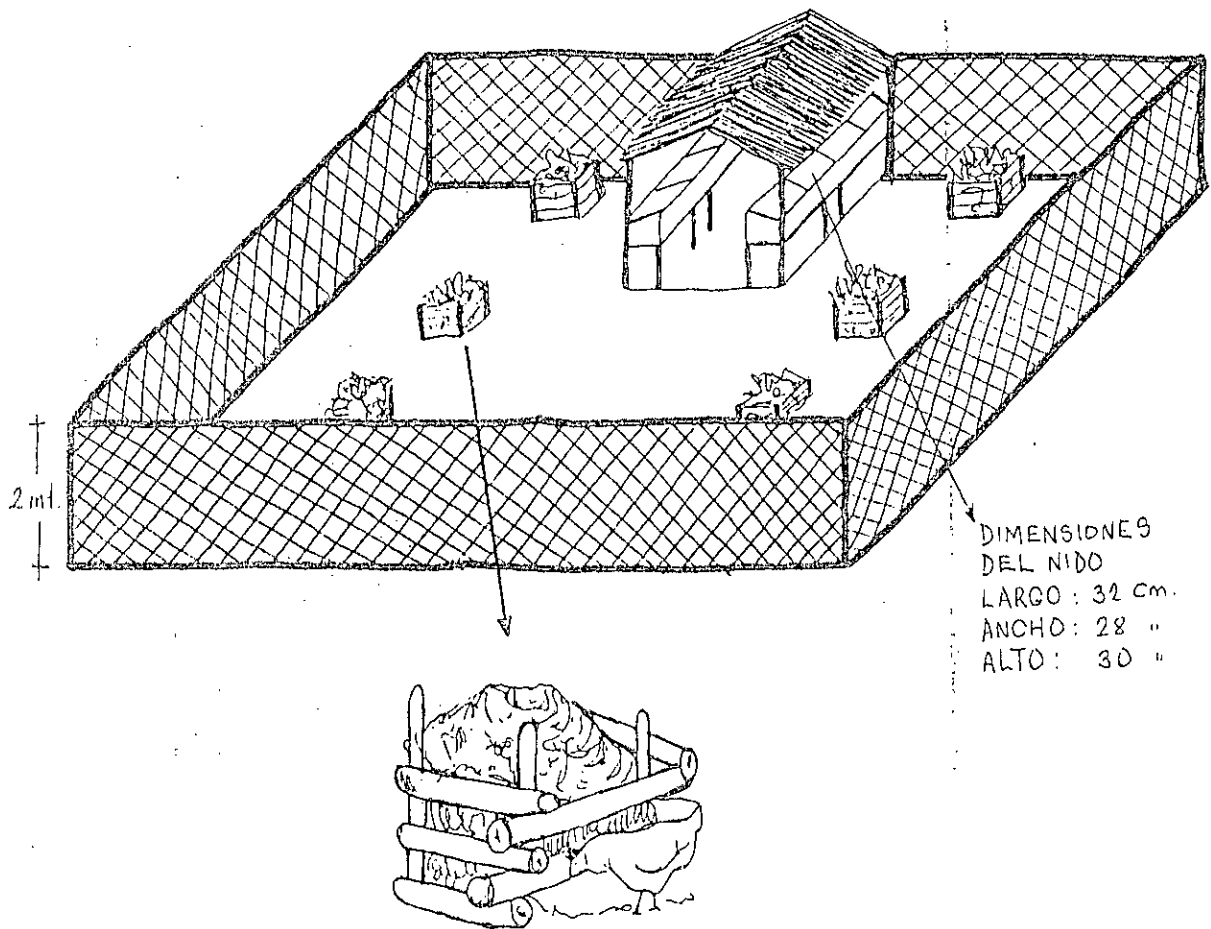 2 mt.
DIMENSIONES
DEL NIDO
LARGO: 32 cm.
ANCHO: 28 "
ALTO: 30 "